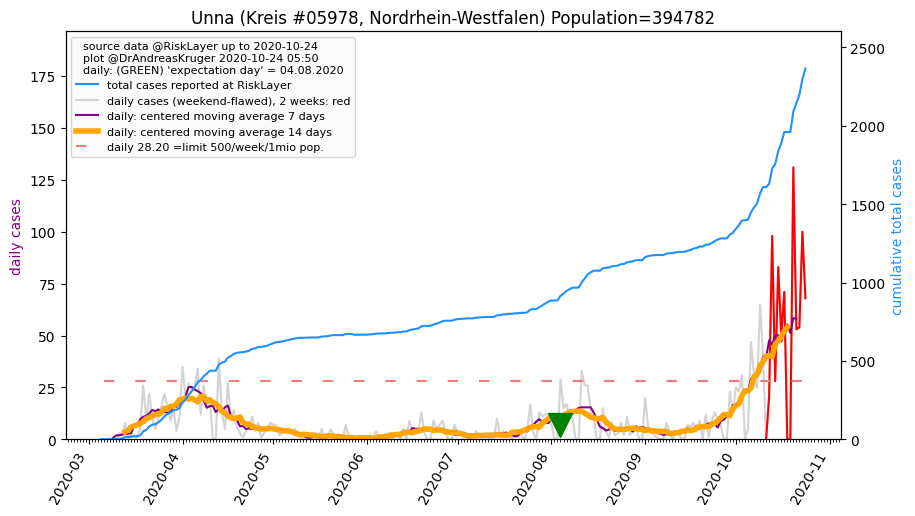 Unna (Kreis #05978, Nordrhein-Westfalen) Population=394782
source data @RiskLayer up to 2020-10-24
plot @DrAndreasKruger 2020-10-24 05:50
daily: (GREEN) 'expectation day' = 04.08.2020
total cases reported at RiskLayer
daily cases (weekend-flawed), 2 weeks: red
daily: centered moving average 7 days
daily: centered moving average 14 days
daily 28.20 =limit 500/week/1mio pop.
daily cases
175
150
125
100
75
50
25
0
2500
2000
1500
1000
500
0
cumulative total cases
2020-03
2020-04
2020-05
2020-06
2020-07
2020-08
2020-09
2020-10
2020-11